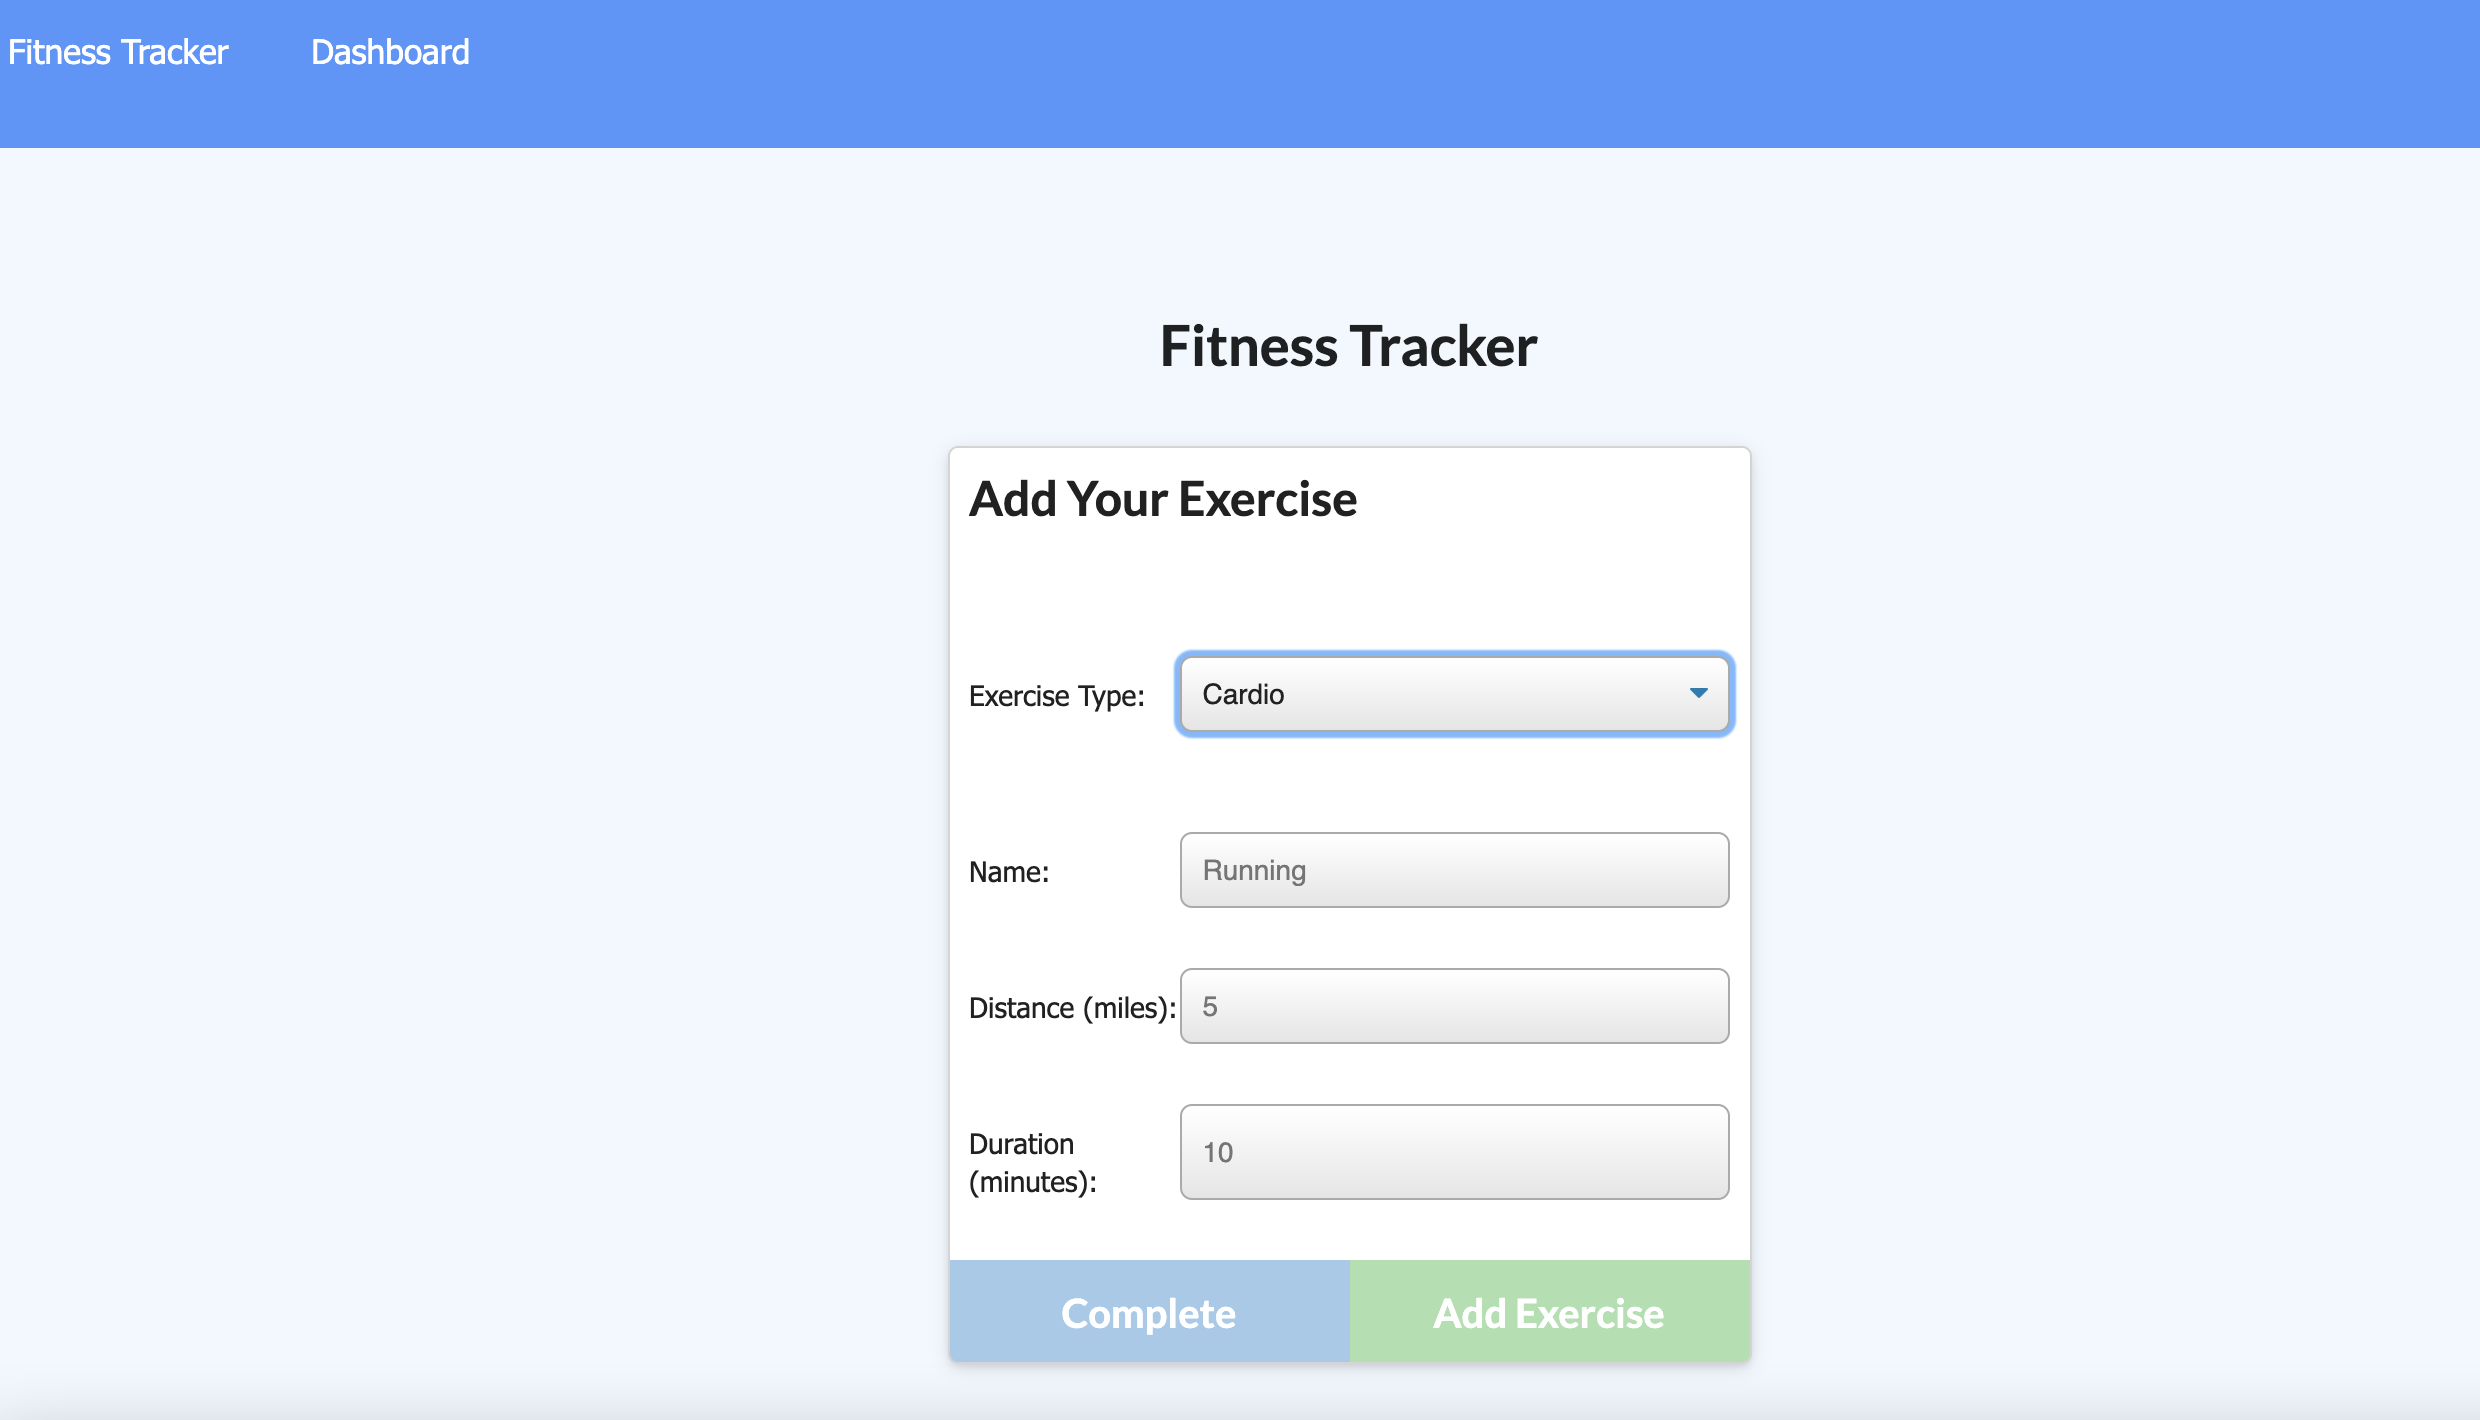 Fitness Tracker Dashboard
Fitness Tracker
Add Your Exercise
Exercise Type: Cardio
Name: Running
Distance (miles): 5
Duration
(minutes): 10
Complete Add Exercise